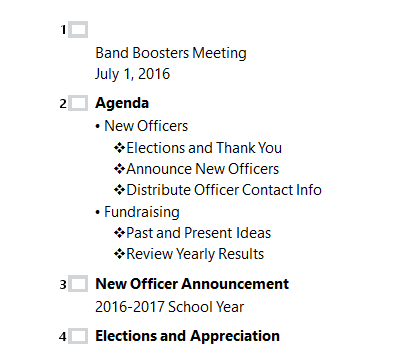 1
Band Boosters Meeting
July 1, 2016
2 Agenda
• New Officers
❖Elections and Thank You
❖Announce New Officers
❖Distribute Officer Contact Info
• Fundraising
❖Past and Present Ideas
❖Review Yearly Results
3 New Officer Announcement
2016-2017 School Year
4 Elections and Appreciation